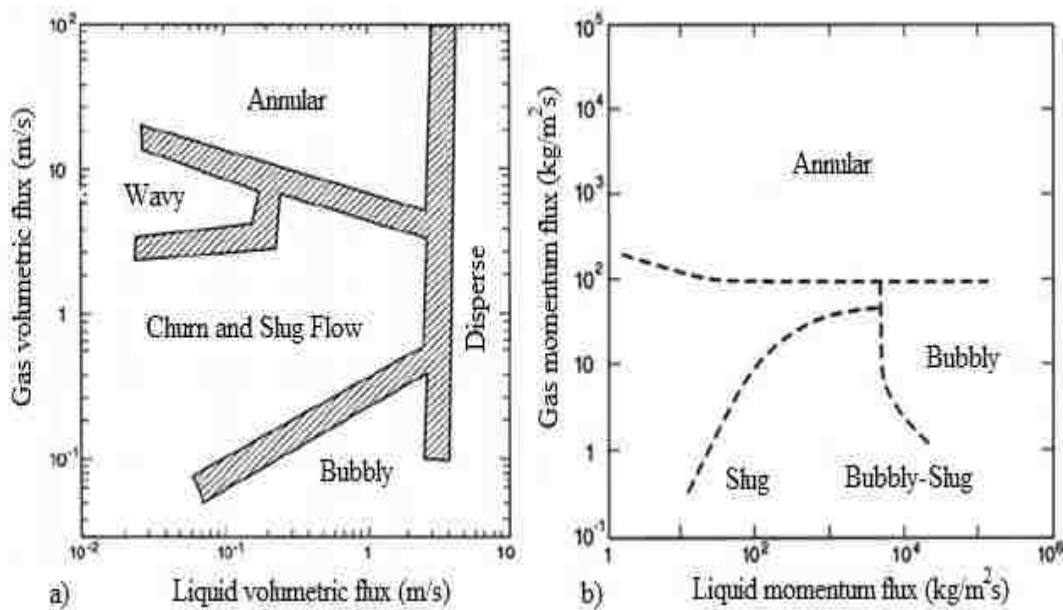 10²
10
1
10⁻¹
Gas volumetric flux (m/s)
Annular
Wavy
Churn and Slug Flow
Bubbly
Disperse
10⁻² 10⁻¹ 1 10
a) Liquid volumetric flux (m/s)
10⁵
10⁴
10³
10²
10
1
10⁻¹
Gas momentum flux (kg/m²s)
Annular
Bubbly
Slug
Bubbly-Slug
1 10² 10⁴ 10⁶
b) Liquid momentum flux (kg/m²s)